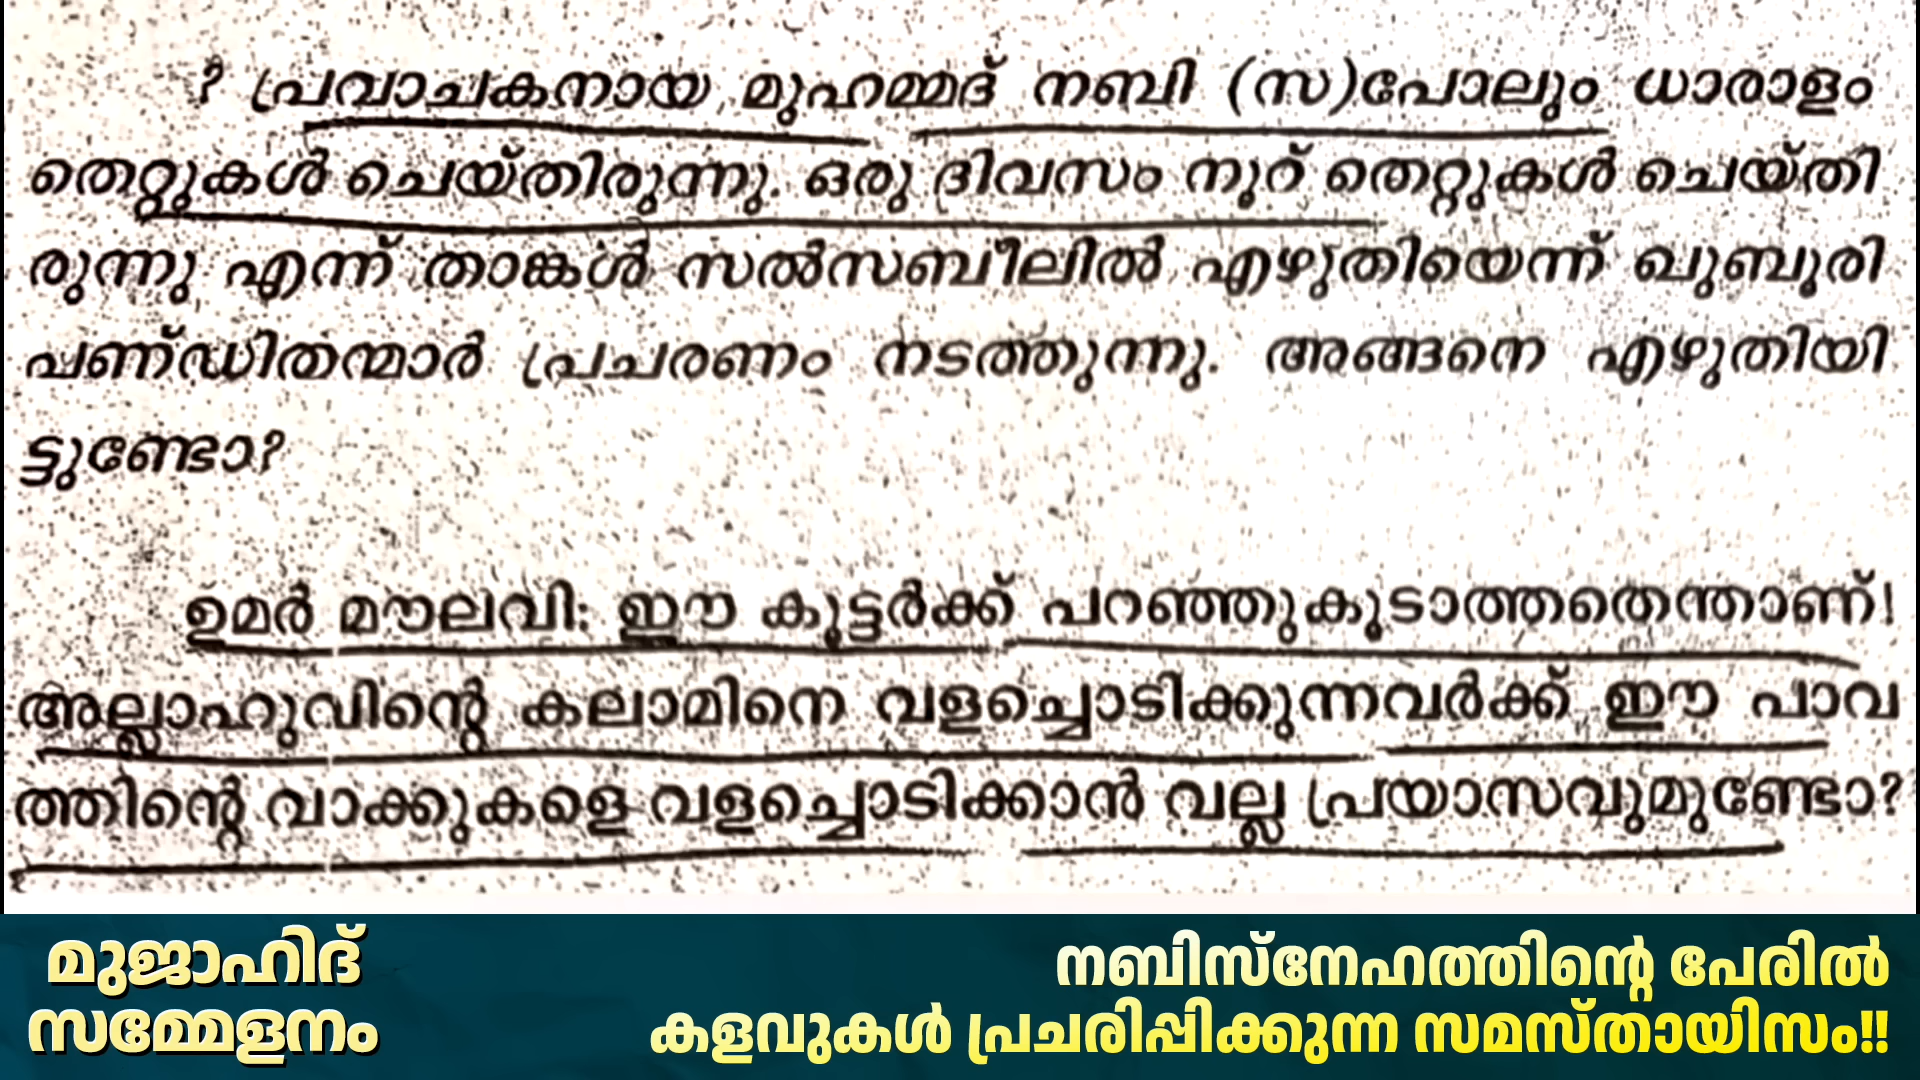 ? പ്രവാചകനായ മുഹമ്മദ് നബി (സ)പോലും ധാരാളം
തെറ്റുകൾ ചെയ്തിരുന്നു. ഒരു ദിവസം നൂറ് തെറ്റുകൾ ചെയ്തി
രുന്നു എന്ന് താങ്കൾ സൽസബീലിൽ എഴുതിയെന്ന് ഖുബൂരി
പണ്ഡിതന്മാർ പ്രചരണം നടത്തുന്നു. അങ്ങനെ എഴുതിയി
ട്ടുണ്ടോ?
ഉമർ മൗലവി: ഈ കൂട്ടർക്ക് പറഞ്ഞുകൂടാത്തതെന്താണ്!
അല്ലാഹുവിന്റെ കലാമിനെ വളച്ചൊടിക്കുന്നവർക്ക് ഈ പാവ
ത്തിന്റെ വാക്കുകളെ വളച്ചൊടിക്കാൻ വല്ല പ്രയാസവുമുണ്ടോ?
മുജാഹിദ്
സമ്മേളനം
നബിസ്നേഹത്തിന്റെ പേരിൽ
കളവുകൾ പ്രചരിപ്പിക്കുന്ന സമസ്തായിസം!!